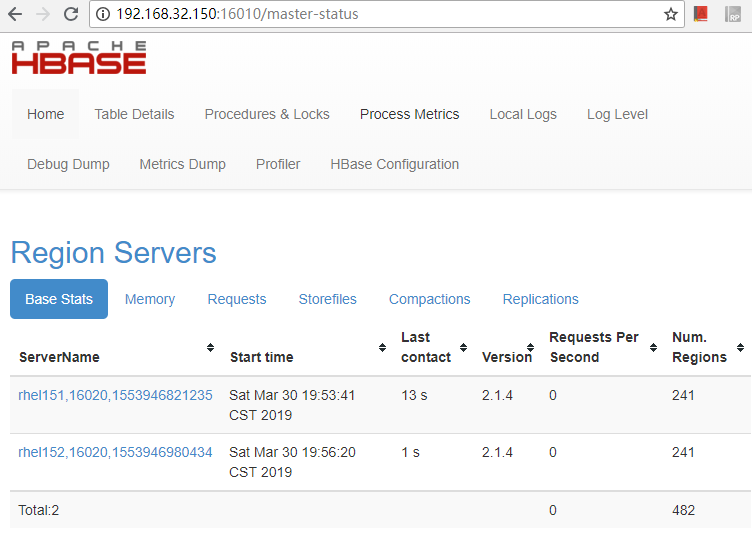 192.168.32.150:16010/master-status
RP
APACHE
HBASE
Home Table Details Procedures & Locks Process Metrics Local Logs Log Level
Debug Dump Metrics Dump Profiler HBase Configuration
Region Servers
Base Stats Memory Requests Storefiles Compactions Replications
ServerName Start time Last contact Version Requests Per Second Num. Regions
rhel151,16020,1553946821235 Sat Mar 30 19:53:41 CST 2019 13 s 2.1.4 0 241
rhel152,16020,1553946980434 Sat Mar 30 19:56:20 CST 2019 1 s 2.1.4 0 241
Total:2 0 482